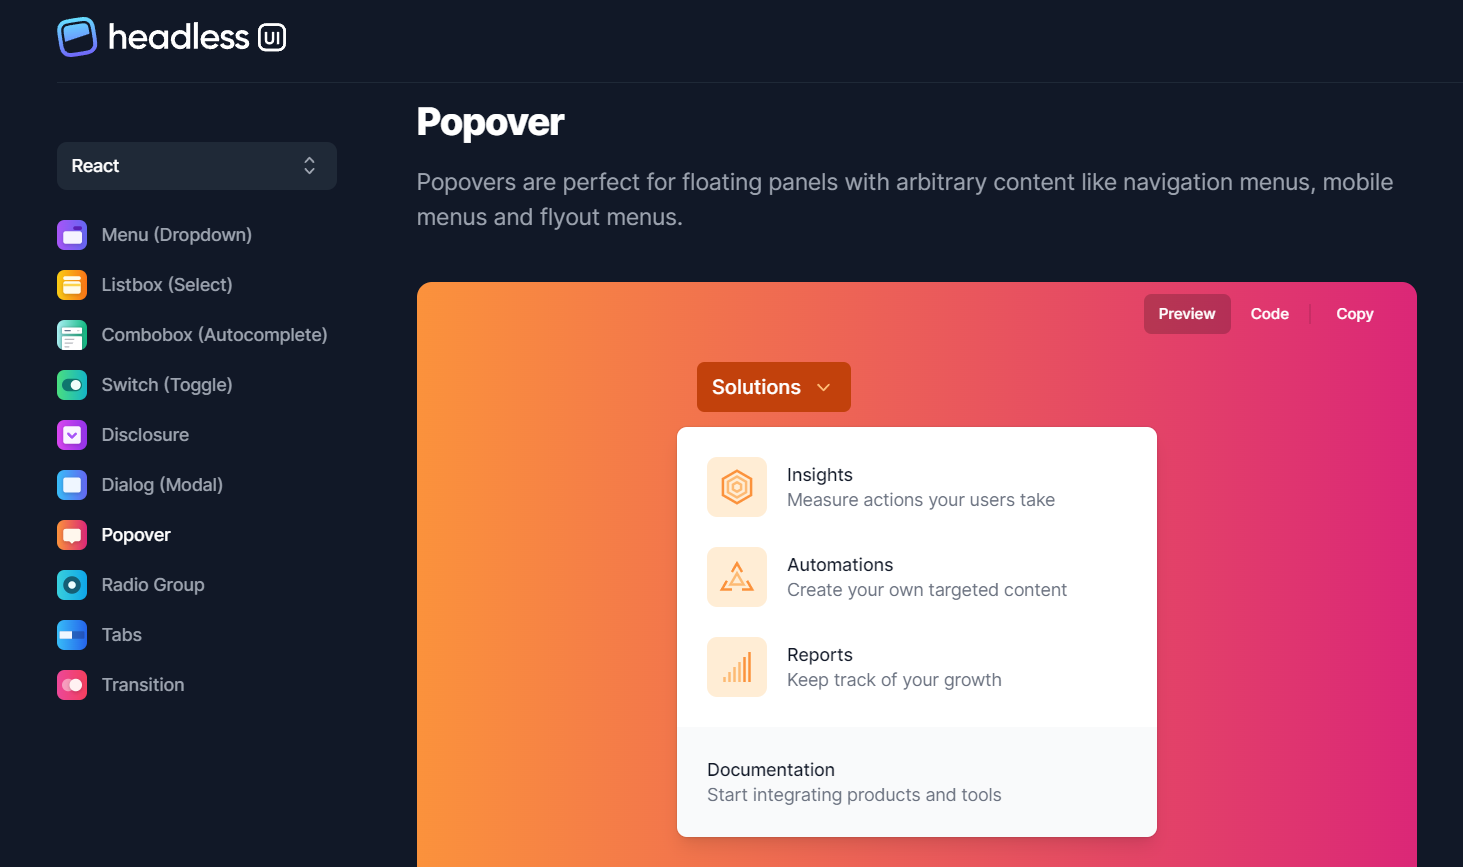 headless UI
React
Menu (Dropdown)
Listbox (Select)
Combobox (Autocomplete)
Switch (Toggle)
Disclosure
Dialog (Modal)
Popover
Radio Group
Tabs
Transition
Popover
Popovers are perfect for floating panels with arbitrary content like navigation menus, mobile
menus and flyout menus.
Preview
Code
Copy
Solutions
Insights
Measure actions your users take
Automations
Create your own targeted content
Reports
Keep track of your growth
Documentation
Start integrating products and tools